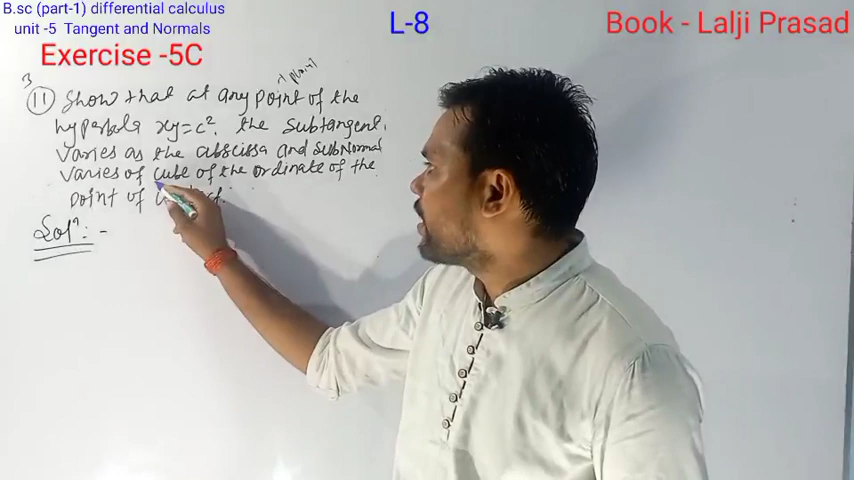 B.sc (part-1) differential calculus
unit -5 Tangent and Normals
L-8
Book - Lalji Prasad
Exercise -5C
3
(11) Show that at any point of the
hyperbola xy=c². the Subtangent
varies as the abscissa and subNormal
varies of cube of the ordinate of the
point of
Solⁿ:-